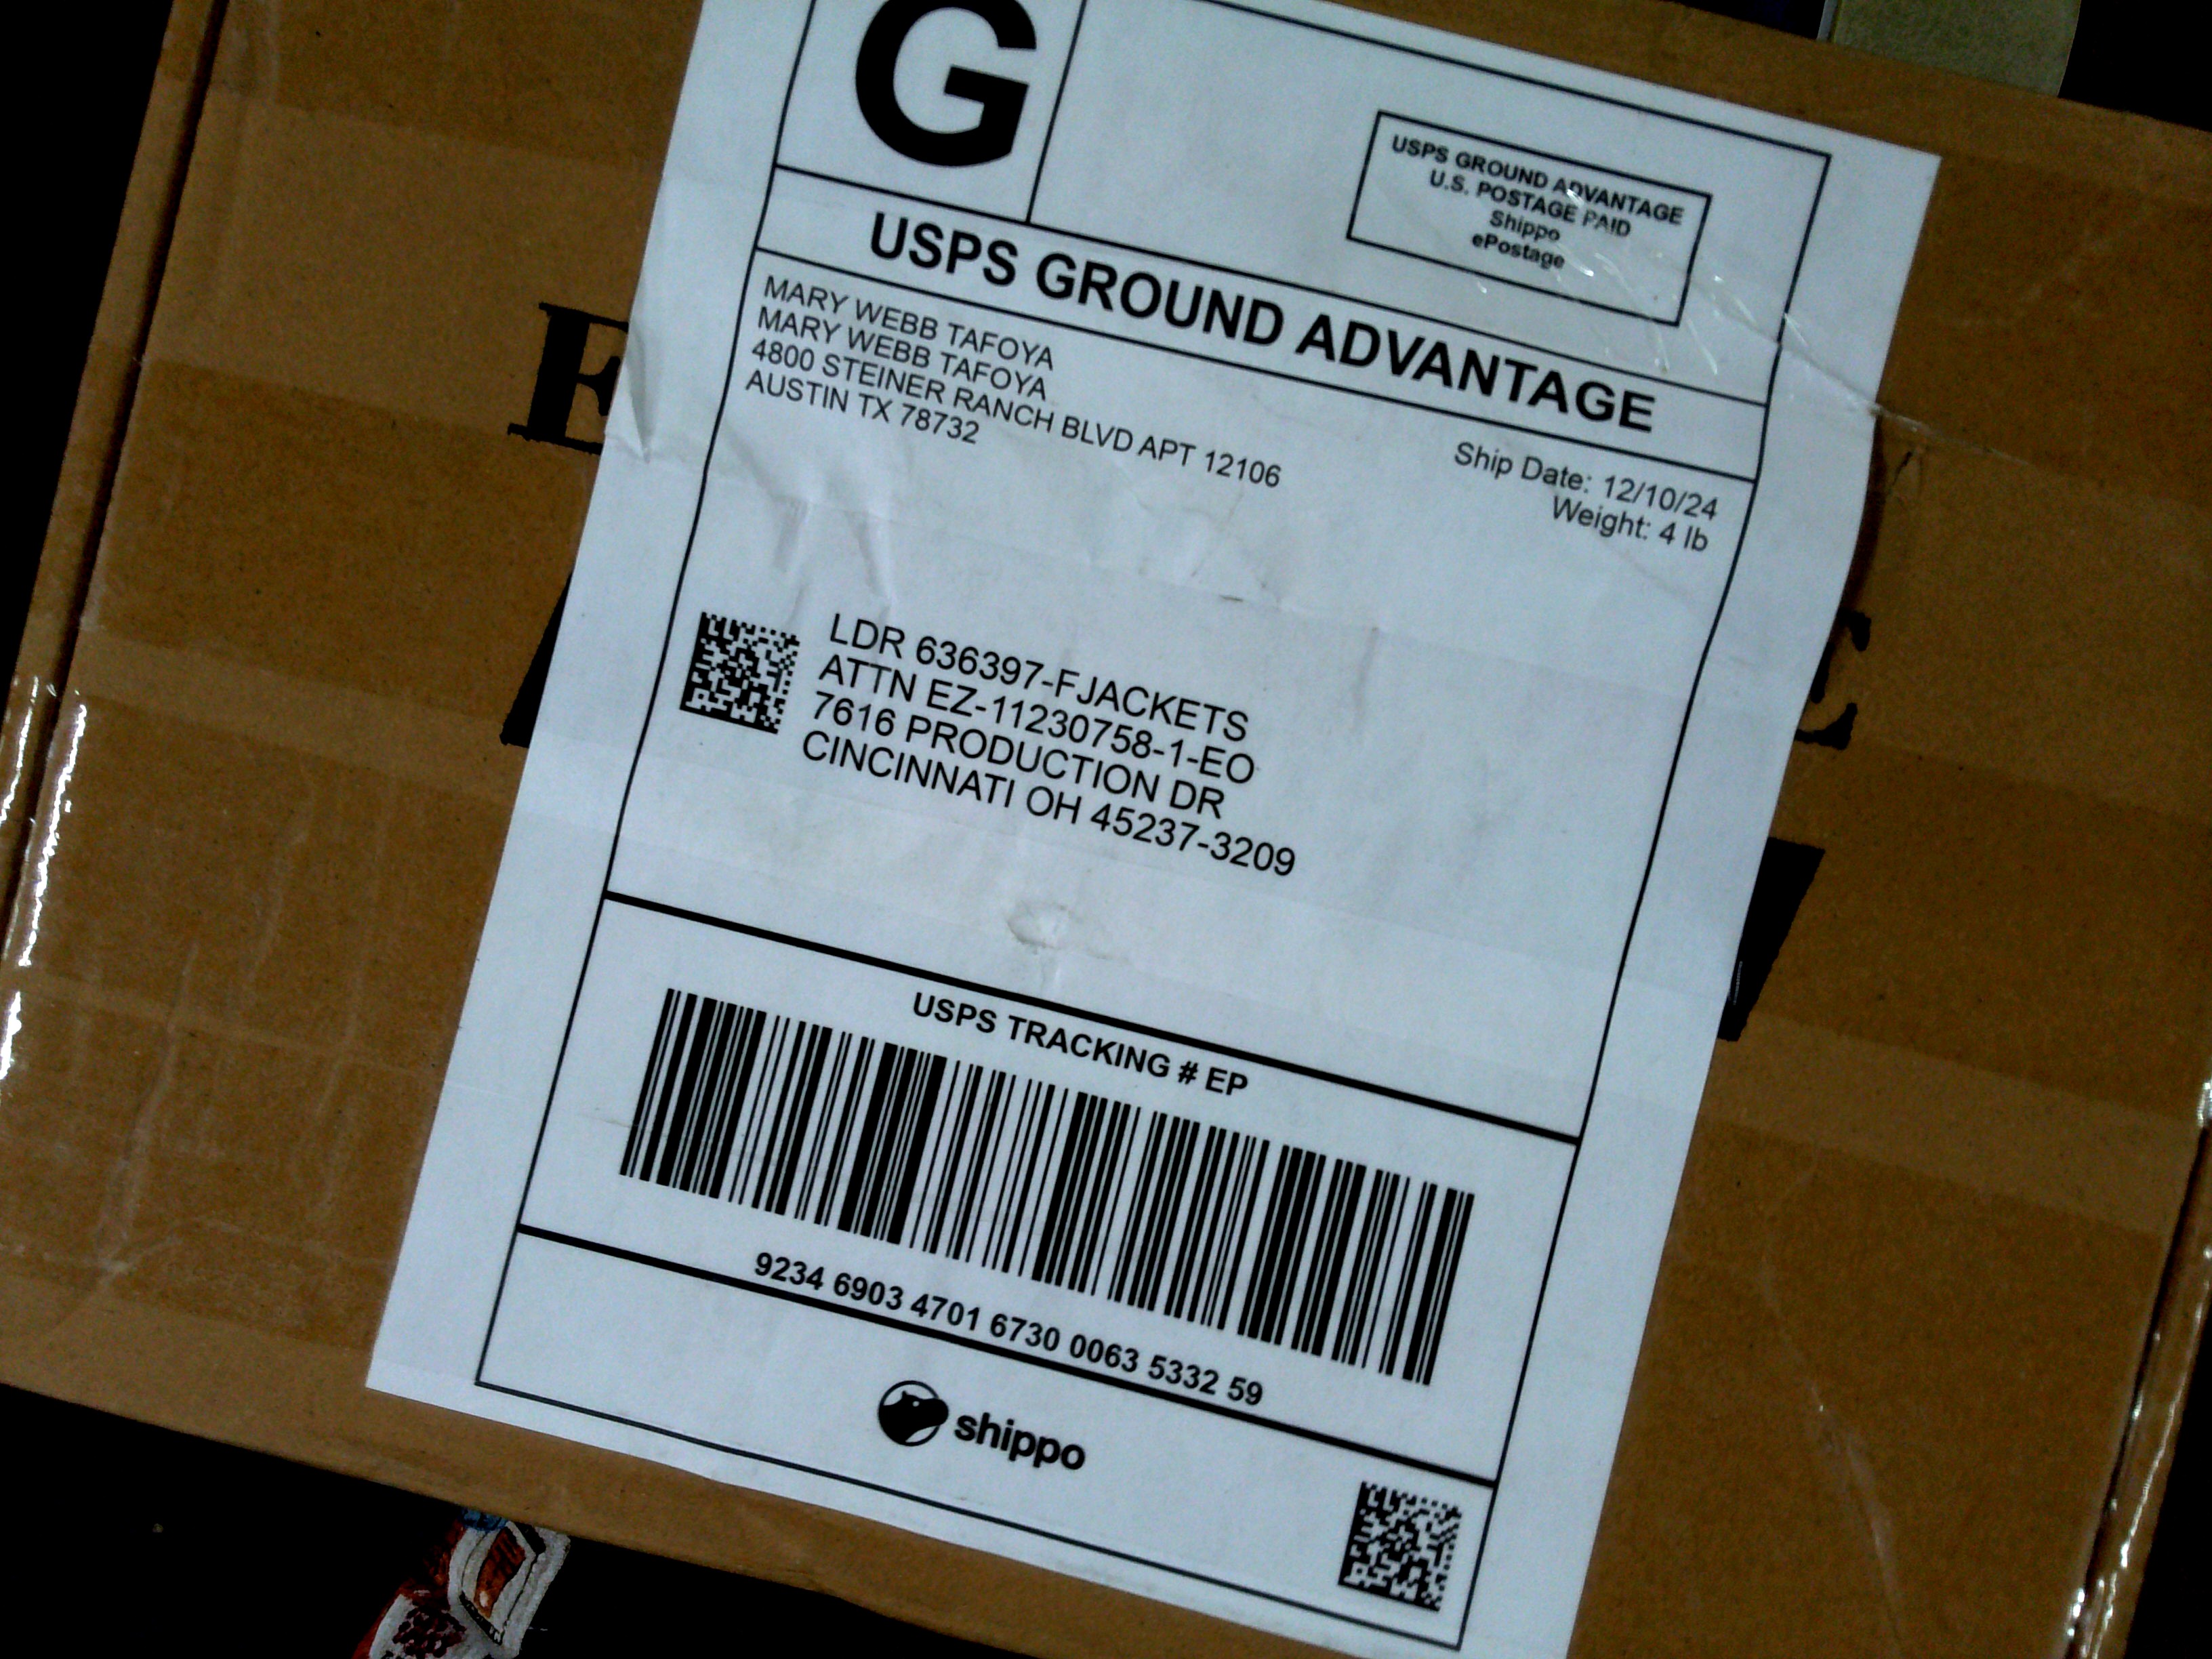 G
USPS GROUND ADVANTAGE
U.S. POSTAGE PAID
Shippo
ePostage
USPS GROUND ADVANTAGE
MARY WEBB TAFOYA
MARY WEBB TAFOYA
4800 STEINER RANCH BLVD APT 12106
AUSTIN TX 78732
Ship Date: 12/10/24
Weight: 4 lb
LDR 636397-FJACKETS
ATTN EZ-11230758-1-EO
7616 PRODUCTION DR
CINCINNATI OH 45237-3209
USPS TRACKING # EP
9234 6903 4701 6730 0063 5332 59
shippo